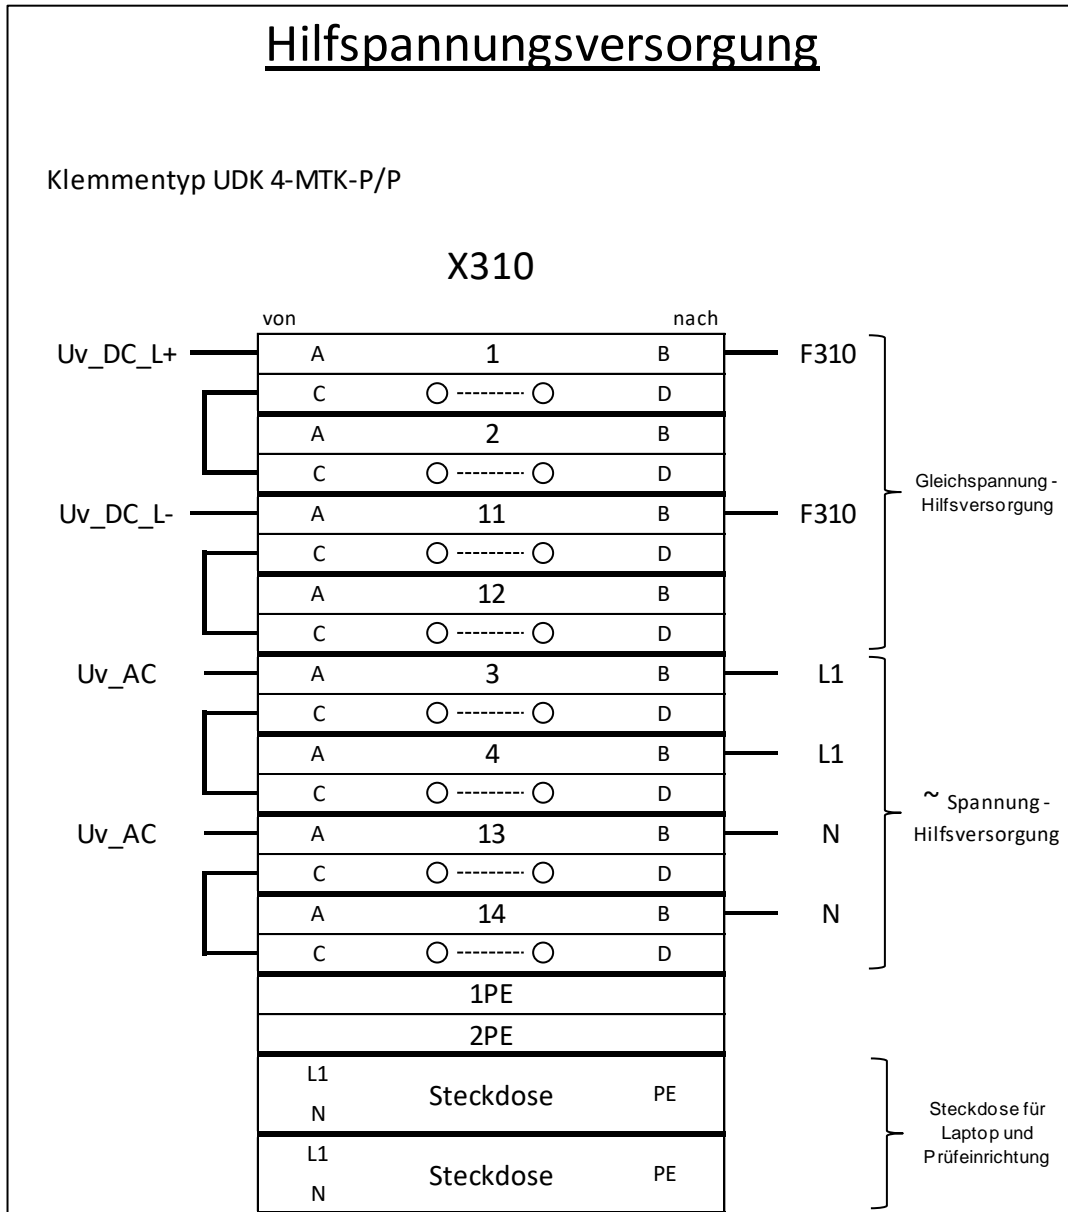 Hilfspannungsversorgung
Klemmentyp UDK 4-MTK-P/P
X310
von nach
Uv_DC_L+ A 1 B F310
C D
A 2 B
C D
Uv_DC_L- A 11 B F310
C D
A 12 B
C D
Gleichspannung -
Hilfsversorgung
Uv_AC A 3 B L1
C D
A 4 B L1
C D
Uv_AC A 13 B N
C D
A 14 B N
C D
~ Spannung -
Hilfsversorgung
1PE
2PE
L1
N
Steckdose PE
L1
N
Steckdose PE
Steckdose für
Laptop und
Prüfeinrichtung